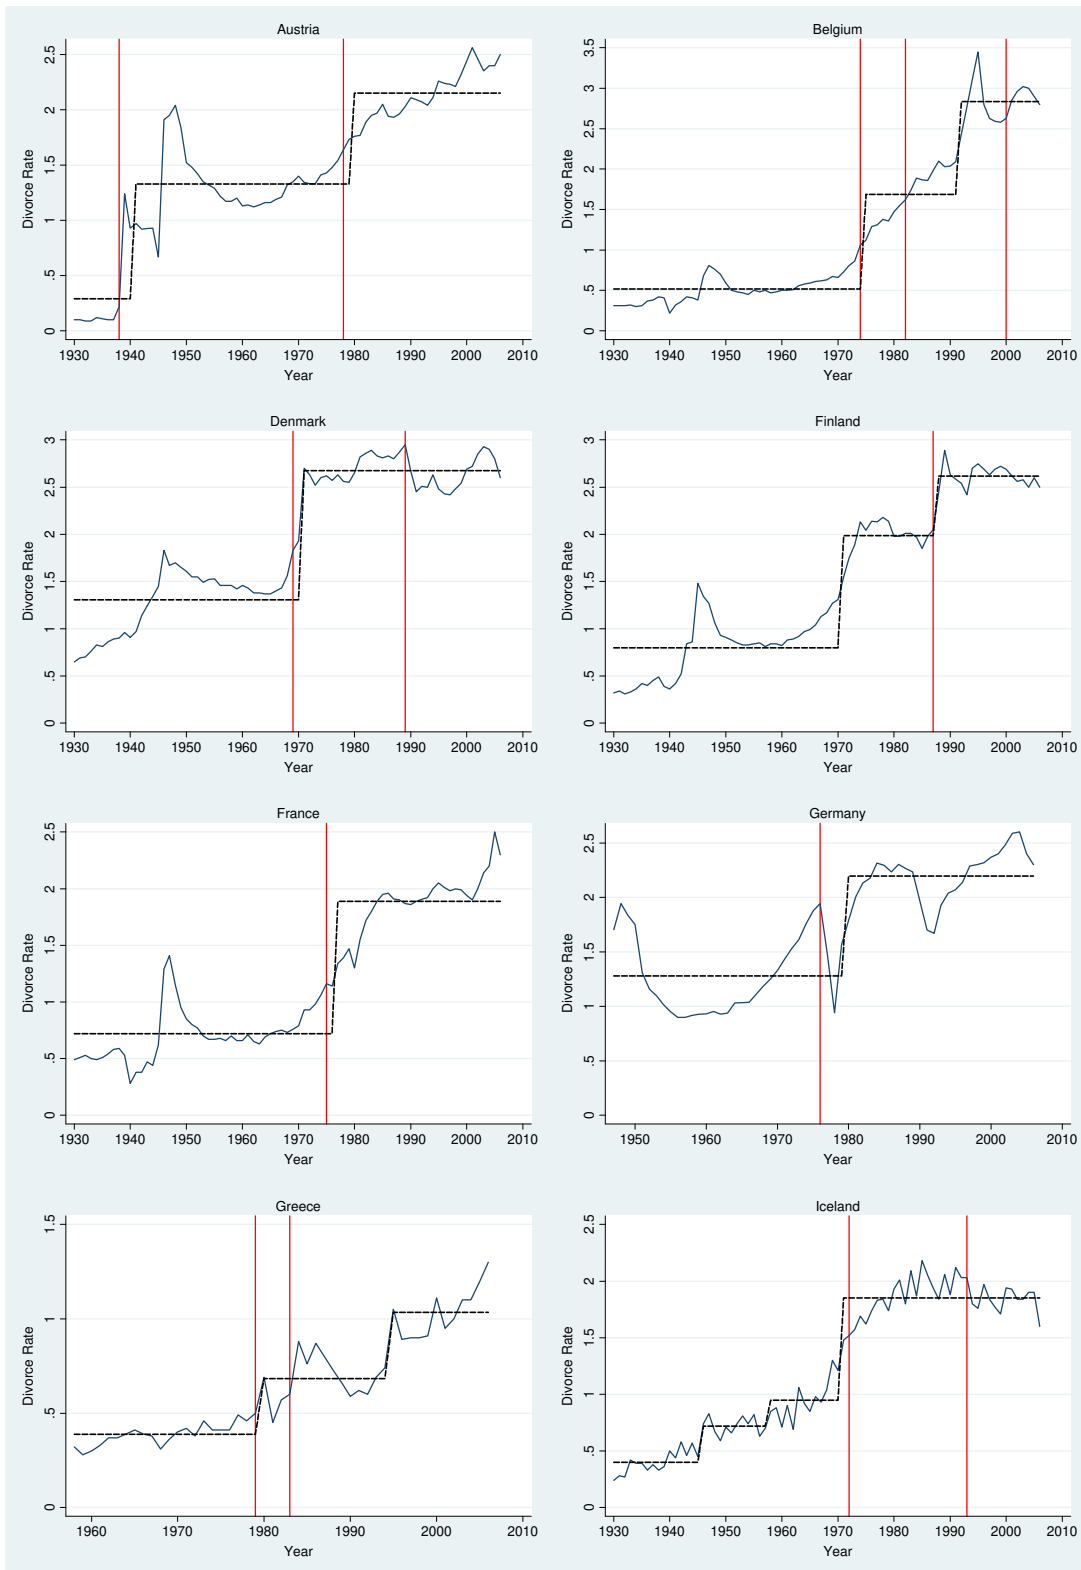 Austria
Divorce Rate
0 .5 1 1.5 2 2.5
1930 1940 1950 1960 1970 1980 1990 2000 2010
Year
Belgium
Divorce Rate
0 .5 1 1.5 2 2.5 3 3.5
1930 1940 1950 1960 1970 1980 1990 2000 2010
Year
Denmark
Divorce Rate
0 .5 1 1.5 2 2.5 3
1930 1940 1950 1960 1970 1980 1990 2000 2010
Year
Finland
Divorce Rate
0 .5 1 1.5 2 2.5 3
1930 1940 1950 1960 1970 1980 1990 2000 2010
Year
France
Divorce Rate
0 .5 1 1.5 2 2.5
1930 1940 1950 1960 1970 1980 1990 2000 2010
Year
Germany
Divorce Rate
0 .5 1 1.5 2 2.5
1950 1960 1970 1980 1990 2000 2010
Year
Greece
Divorce Rate
0 .5 1 1.5
1960 1970 1980 1990 2000 2010
Year
Iceland
Divorce Rate
0 .5 1 1.5 2 2.5
1930 1940 1950 1960 1970 1980 1990 2000 2010
Year